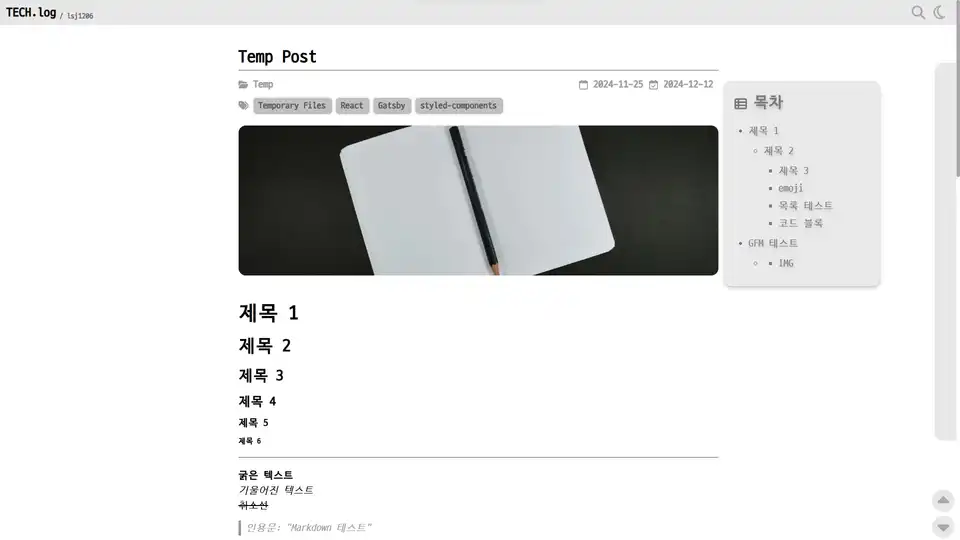 TECH.log / lsj1206
Temp Post
Temp 2024-11-25 2024-12-12
Temporary Files React Gatsby styled-components
목차
제목 1
제목 2
제목 3
emoji
목록 테스트
코드 블록
GFM 테스트
IMG
제목 1
제목 2
제목 3
제목 4
제목 5
제목 6
굵은 텍스트
기울어진 텍스트
취소선
인용문: "Markdown 테스트"